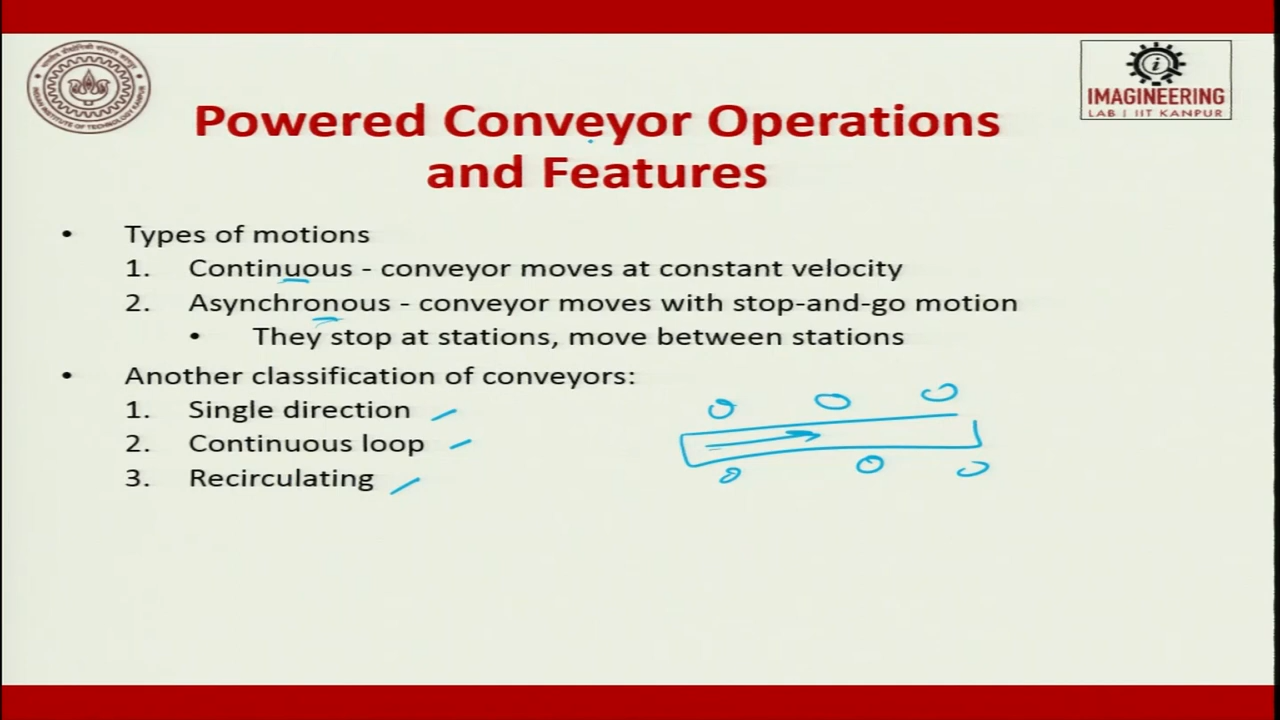 IMAGINEERING
LAB | IIT KANPUR
Powered Conveyor Operations
and Features
• Types of motions
1. Continuous - conveyor moves at constant velocity
2. Asynchronous - conveyor moves with stop-and-go motion
• They stop at stations, move between stations
• Another classification of conveyors:
1. Single direction
2. Continuous loop
3. Recirculating